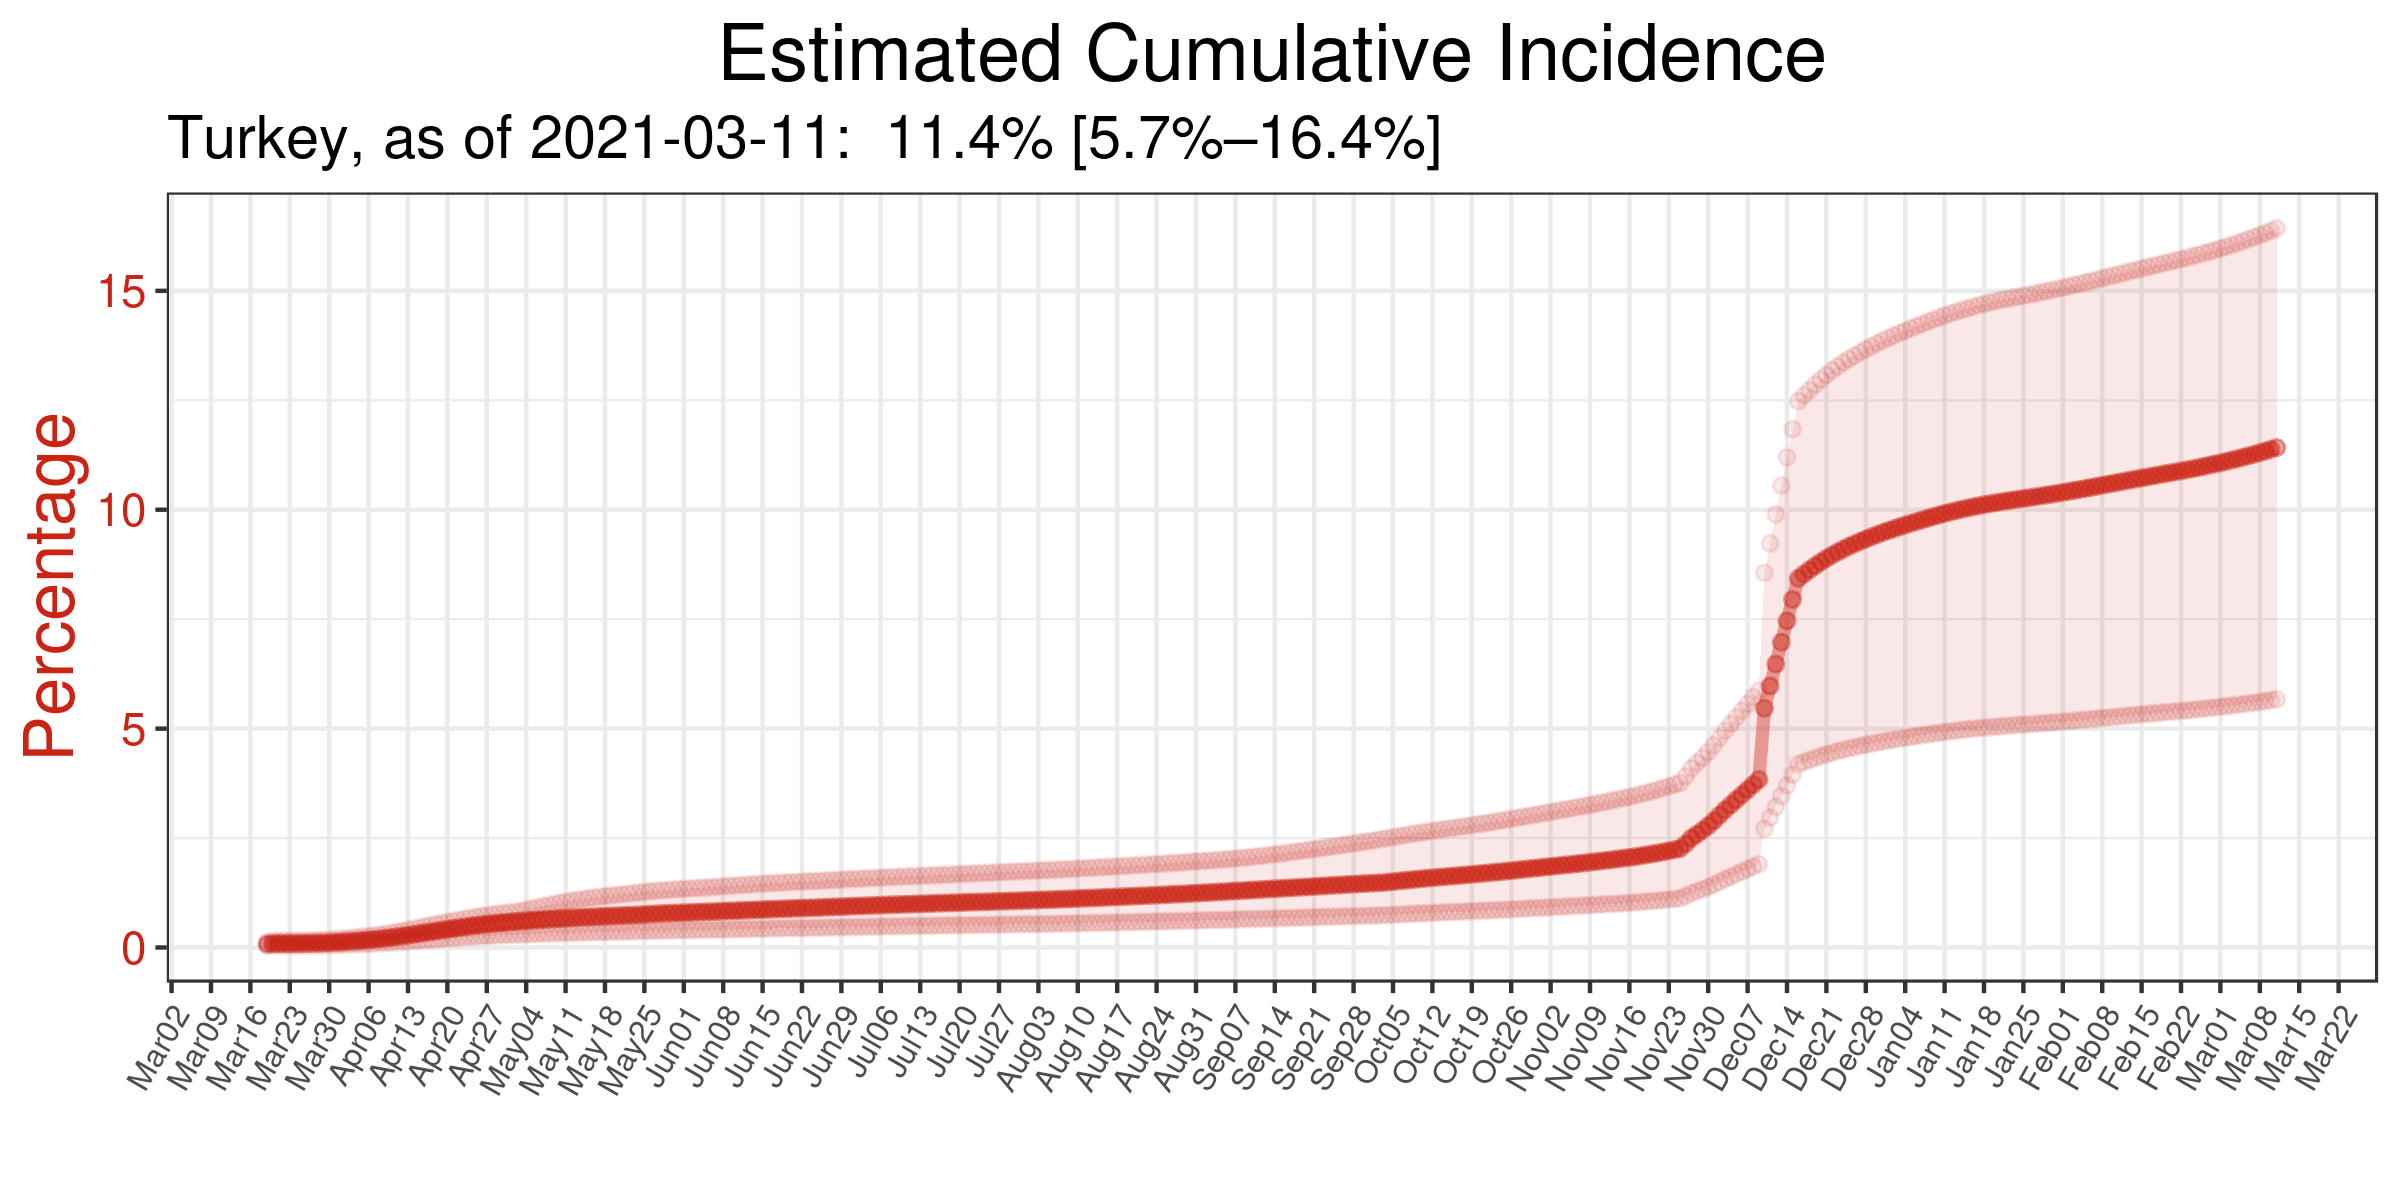 Estimated Cumulative Incidence
Turkey, as of 2021-03-11:  11.4% [5.7%–16.4%]
Percentage
15
10
5
0
Mar02
Mar09
Mar16
Mar23
Mar30
Apr06
Apr13
Apr20
Apr27
May04
May11
May18
May25
Jun01
Jun08
Jun15
Jun22
Jun29
Jul06
Jul13
Jul20
Jul27
Aug03
Aug10
Aug17
Aug24
Aug31
Sep07
Sep14
Sep21
Sep28
Oct05
Oct12
Oct19
Oct26
Nov02
Nov09
Nov16
Nov23
Nov30
Dec07
Dec14
Dec21
Dec28
Jan04
Jan11
Jan18
Jan25
Feb01
Feb08
Feb15
Feb22
Mar01
Mar08
Mar15
Mar22